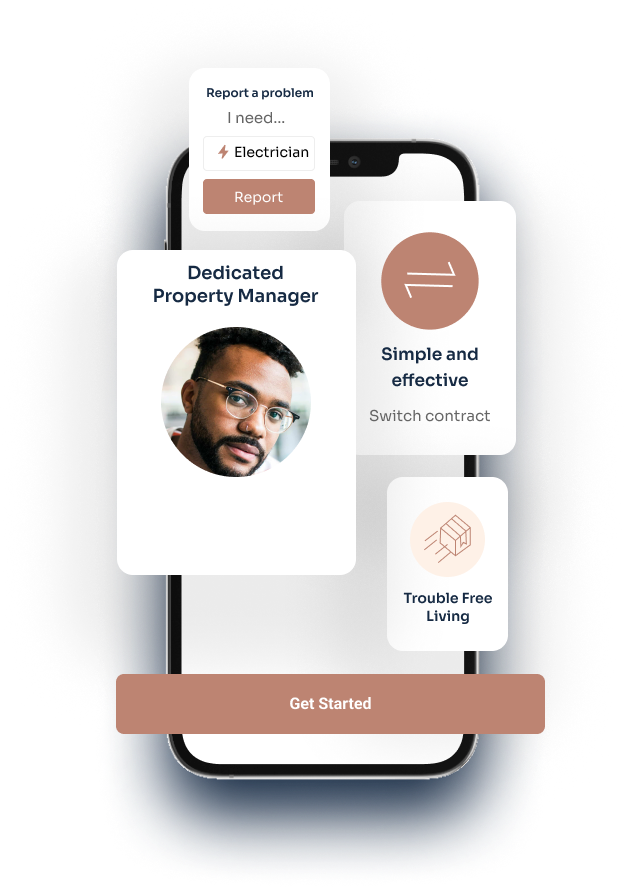 Report a problem
I need...
Electrician
Report
Dedicated
Property Manager
Simple and
effective
Switch contract
Trouble Free
Living
Get Started